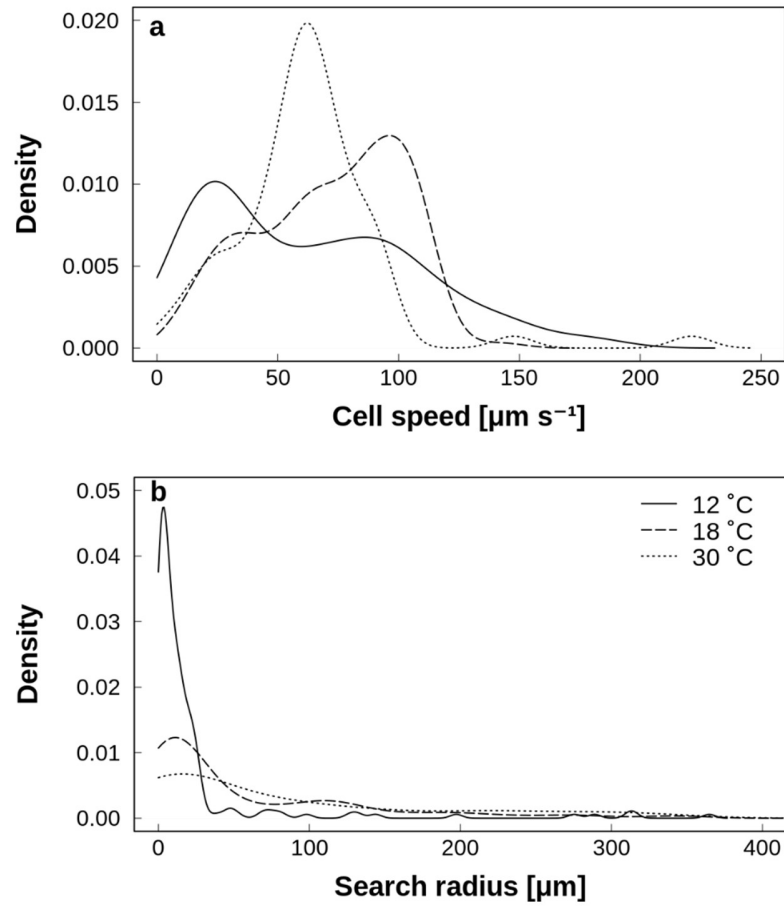 a
0.020
0.015
0.010
0.005
0.000
Density
0 50 100 150 200 250
Cell speed [µm s⁻¹]
b
0.05
0.04
0.03
0.02
0.01
0.00
Density
12 ˚C
18 ˚C
30 ˚C
0 100 200 300 400
Search radius [µm]